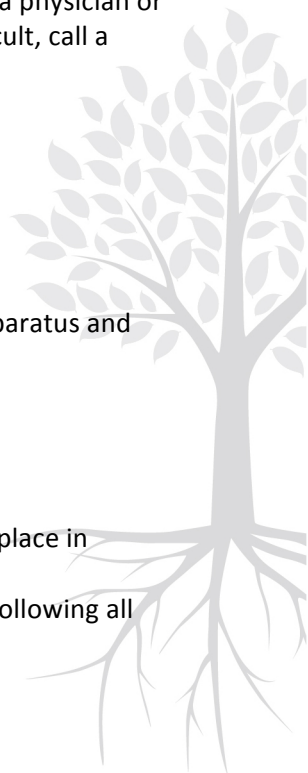 a physician or
cult, call a
paratus and
place in
ollowing all